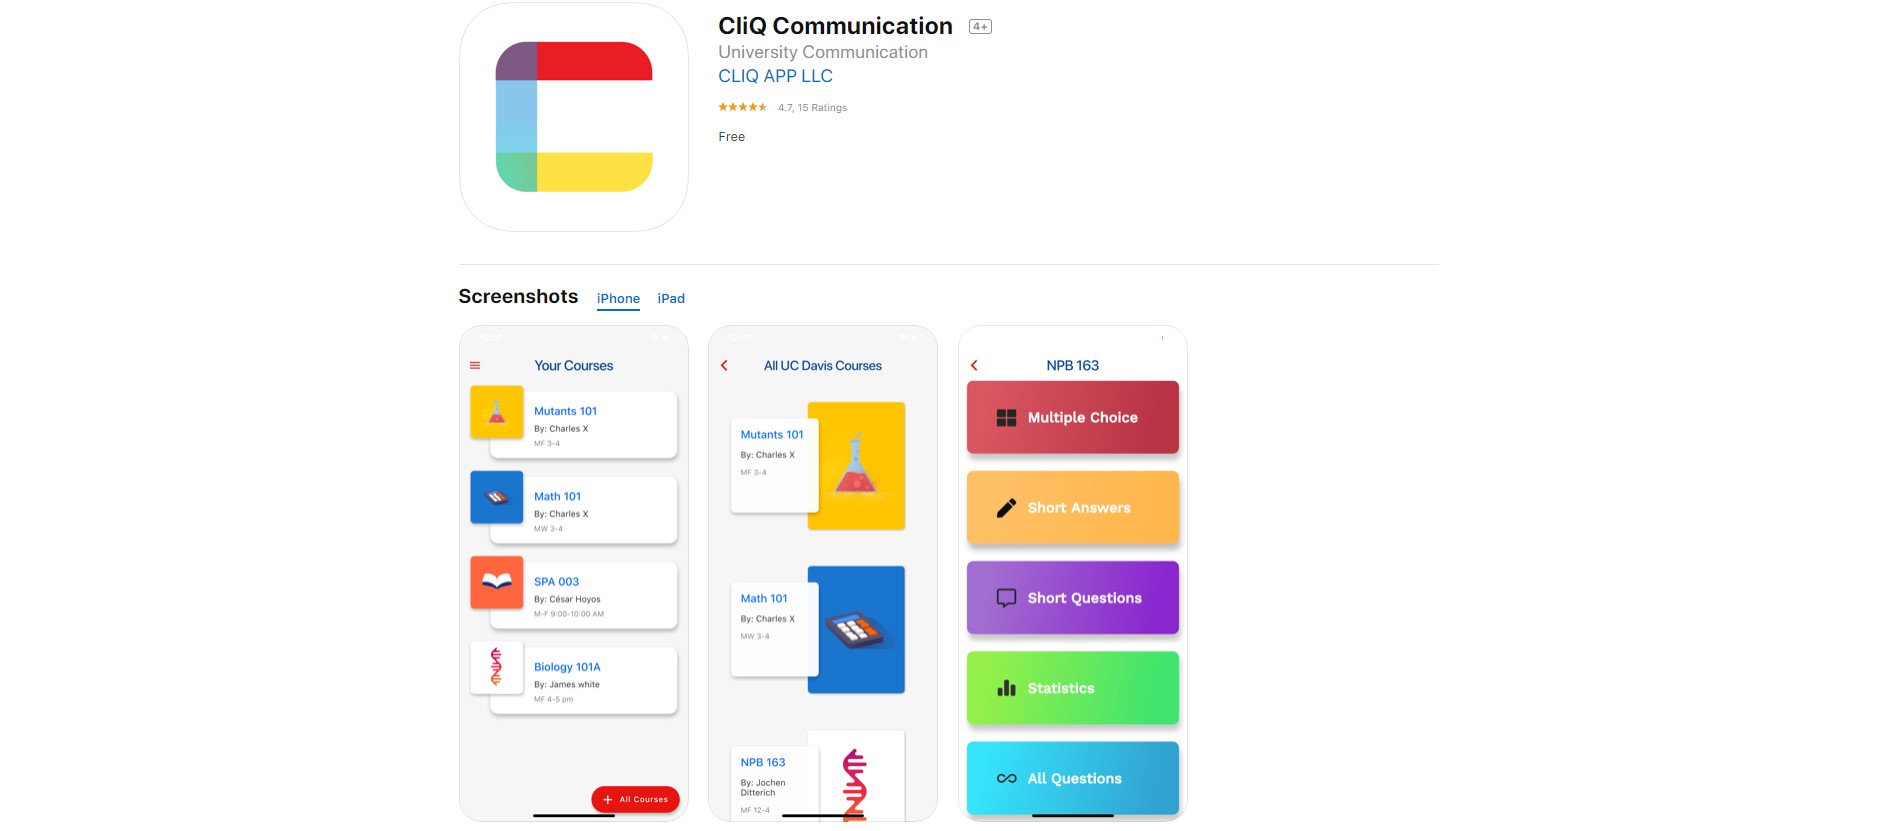 CliQ Communication 4+
University Communication
CLIQ APP LLC
4.7, 15 Ratings
Free
Screenshots iPhone iPad
12:07
Your Courses
Mutants 101
By: Charles X
MF 3-4
Math 101
By: Charles X
MW 3-4
SPA 003
By: César Hoyos
M-F 9:00-10:00 AM
Biology 101A
By: James white
MF 4-5 pm
+ All Courses
12:07
All UC Davis Courses
Mutants 101
By: Charles X
MF 3-4
Math 101
By: Charles X
MW 3-4
NPB 163
By: Jochen
Ditterich
MF 12-4
NPB 163
Multiple Choice
Short Answers
Short Questions
Statistics
All Questions